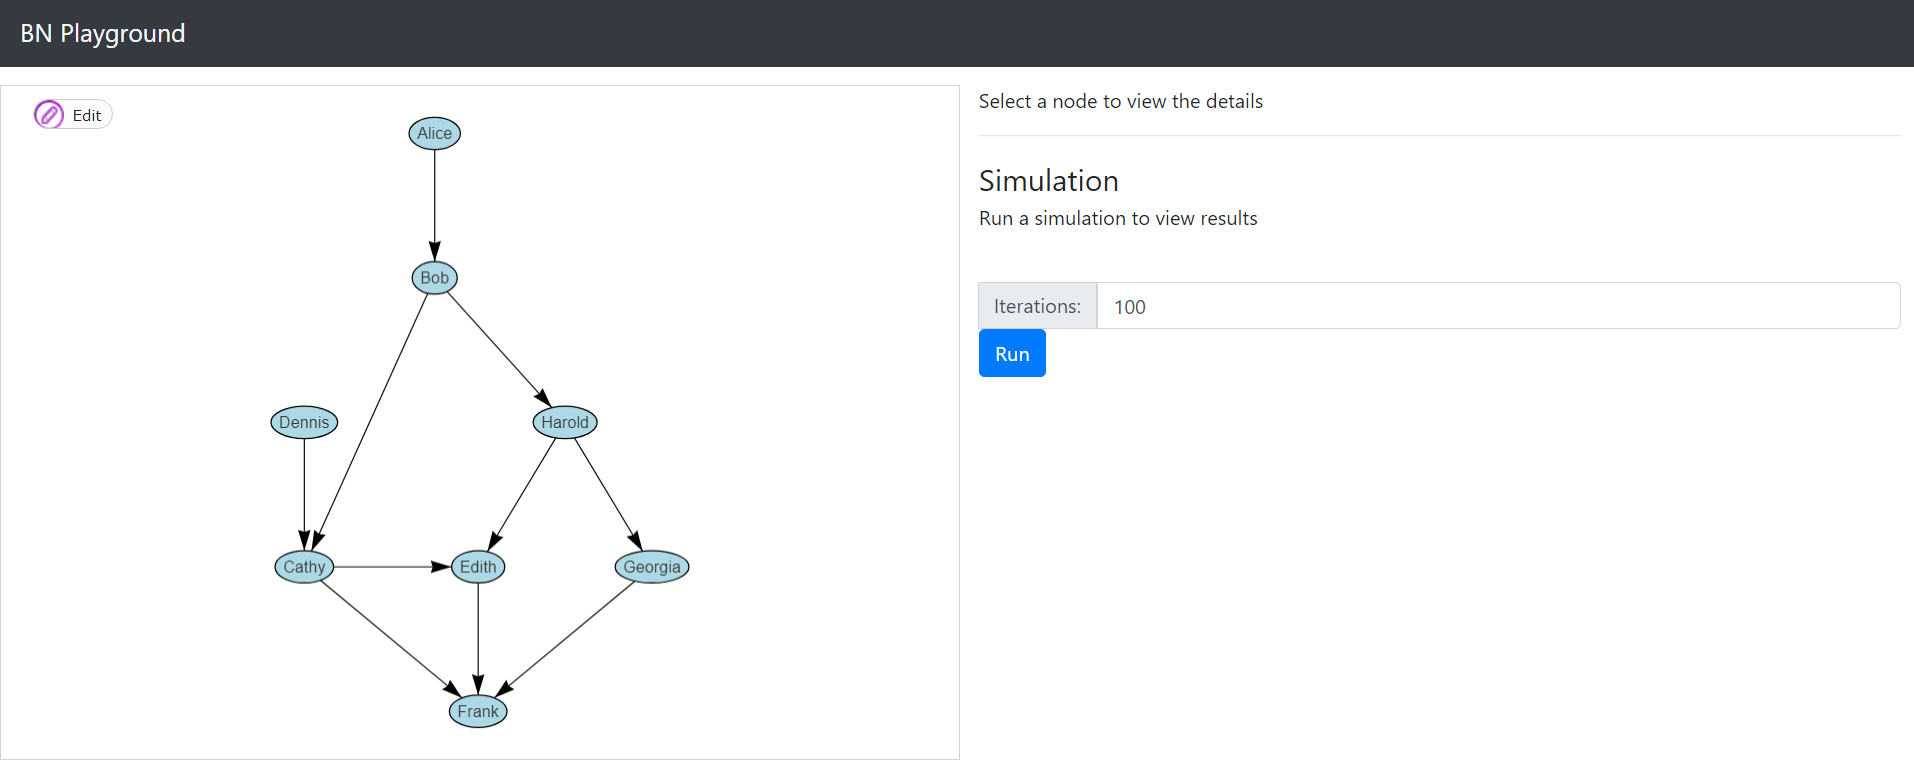 BN Playground
Edit
Alice
Bob
Dennis
Harold
Cathy
Edith
Georgia
Frank
Select a node to view the details
Simulation
Run a simulation to view results
Iterations: 100
Run